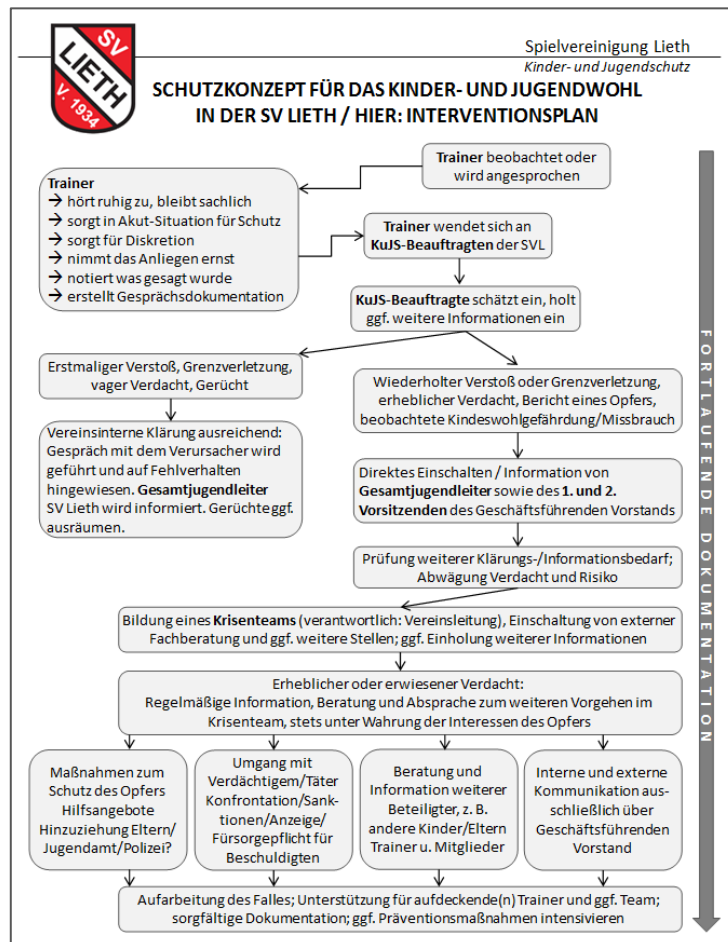 SV
LIETH
V. 1934
Spielvereinigung Lieth
Kinder- und Jugendschutz
SCHUTZKONZEPT FÜR DAS KINDER- UND JUGENDWOHL
IN DER SV LIETH / HIER: INTERVENTIONSPLAN
Trainer beobachtet oder
wird angesprochen
Trainer
→ hört ruhig zu, bleibt sachlich
→ sorgt in Akut-Situation für Schutz
→ sorgt für Diskretion
→ nimmt das Anliegen ernst
→ notiert was gesagt wurde
→ erstellt Gesprächsdokumentation
Trainer wendet sich an
KuJS-Beauftragten der SVL
KuJS-Beauftragte schätzt ein, holt
ggf. weitere Informationen ein
Erstmaliger Verstoß, Grenzverletzung,
vager Verdacht, Gerücht
Wiederholter Verstoß oder Grenzverletzung,
erheblicher Verdacht, Bericht eines Opfers,
beobachtete Kindeswohlgefährdung/Missbrauch
Vereinsinterne Klärung ausreichend:
Gespräch mit dem Verursacher wird
geführt und auf Fehlverhalten
hingewiesen. Gesamtjugendleiter
SV Lieth wird informiert. Gerüchte ggf.
ausräumen.
Direktes Einschalten / Information von
Gesamtjugendleiter sowie des 1. und 2.
Vorsitzenden des Geschäftsführenden Vorstands
Prüfung weiterer Klärungs-/Informationsbedarf;
Abwägung Verdacht und Risiko
Bildung eines Krisenteams (verantwortlich: Vereinsleitung), Einschaltung von externer
Fachberatung und ggf. weitere Stellen; ggf. Einholung weiterer Informationen
Erheblicher oder erwiesener Verdacht:
Regelmäßige Information, Beratung und Absprache zum weiteren Vorgehen im
Krisenteam, stets unter Wahrung der Interessen des Opfers
Maßnahmen zum
Schutz des Opfers
Hilfsangebote
Hinzuziehung Eltern/
Jugendamt/Polizei?
Umgang mit
Verdächtigem/Täter
Konfrontation/Sank-
tionen/Anzeige/
Fürsorgepflicht für
Beschuldigten
Beratung und
Information weiterer
Beteiligter, z. B.
andere Kinder/Eltern
Trainer u. Mitglieder
Interne und externe
Kommunikation aus-
schließlich über
Geschäftsführenden
Vorstand
Aufarbeitung des Falles; Unterstützung für aufdeckende(n) Trainer und ggf. Team;
sorgfältige Dokumentation; ggf. Präventionsmaßnahmen intensivieren
FORTLAUFENDE DOKUMENTATION